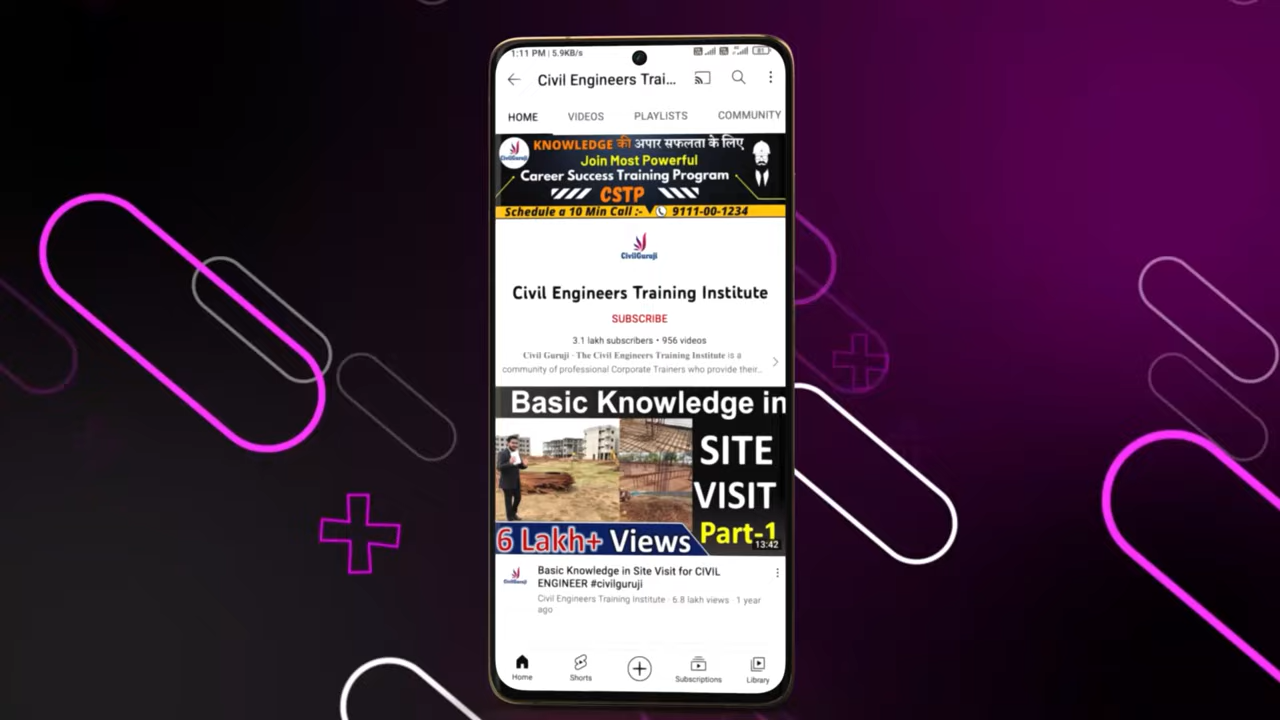 1:11 PM | 5.9KB/s
Civil Engineers Trai...
HOME VIDEOS PLAYLISTS COMMUNITY
CivilGuruji
KNOWLEDGE की अपार सफलता के लिए
Join Most Powerful
Career Success Training Program
CSTP
Schedule a 10 Min Call :- 9111-00-1234
CivilGuruji
Civil Engineers Training Institute
SUBSCRIBE
3.1 lakh subscribers • 956 videos
Civil Guruji - The Civil Engineers Training Institute is a
community of professional Corporate Trainers who provide their...
Basic Knowledge in
SITE
VISIT
Part-1
6 Lakh+ Views
13:42
CivilGuruji
Basic Knowledge in Site Visit for CIVIL
ENGINEER #civilguruji
Civil Engineers Training Institute · 6.8 lakh views · 1 year
ago
Home Shorts Subscriptions Library